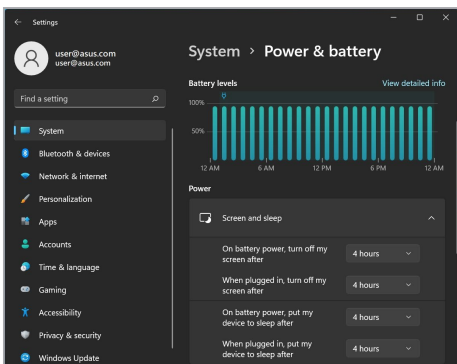 Settings
user@asus.com
user@asus.com
Find a setting
System
Bluetooth & devices
Network & internet
Personalization
Apps
Accounts
Time & language
Gaming
Accessibility
Privacy & security
Windows Update
System > Power & battery
Battery levels
View detailed info
100%
50%
12 AM 6 AM 12 PM 6 PM 12 AM
Power
Screen and sleep
On battery power, turn off my
screen after
4 hours
When plugged in, turn off my
screen after
4 hours
On battery power, put my
device to sleep after
4 hours
When plugged in, put my
device to sleep after
4 hours